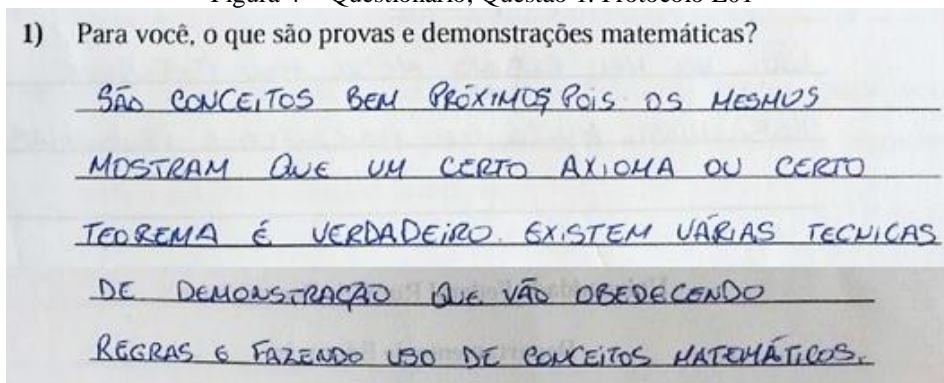 Figura 4 – Questionário, Questão 1. Protocolo E01
1) Para você, o que são provas e demonstrações matemáticas?
SÃO CONCEITOS BEM PRÓXIMOS POIS OS MESMOS
MOSTRAM QUE UM CERTO AXIOMA OU CERTO
TEOREMA É VERDADEIRO. EXISTEM VÁRIAS TECNICAS
DE DEMONSTRAÇÃO QUE VÃO OBEDECENDO
REGRAS E FAZENDO USO DE CONCEITOS MATEMÁTICOS.